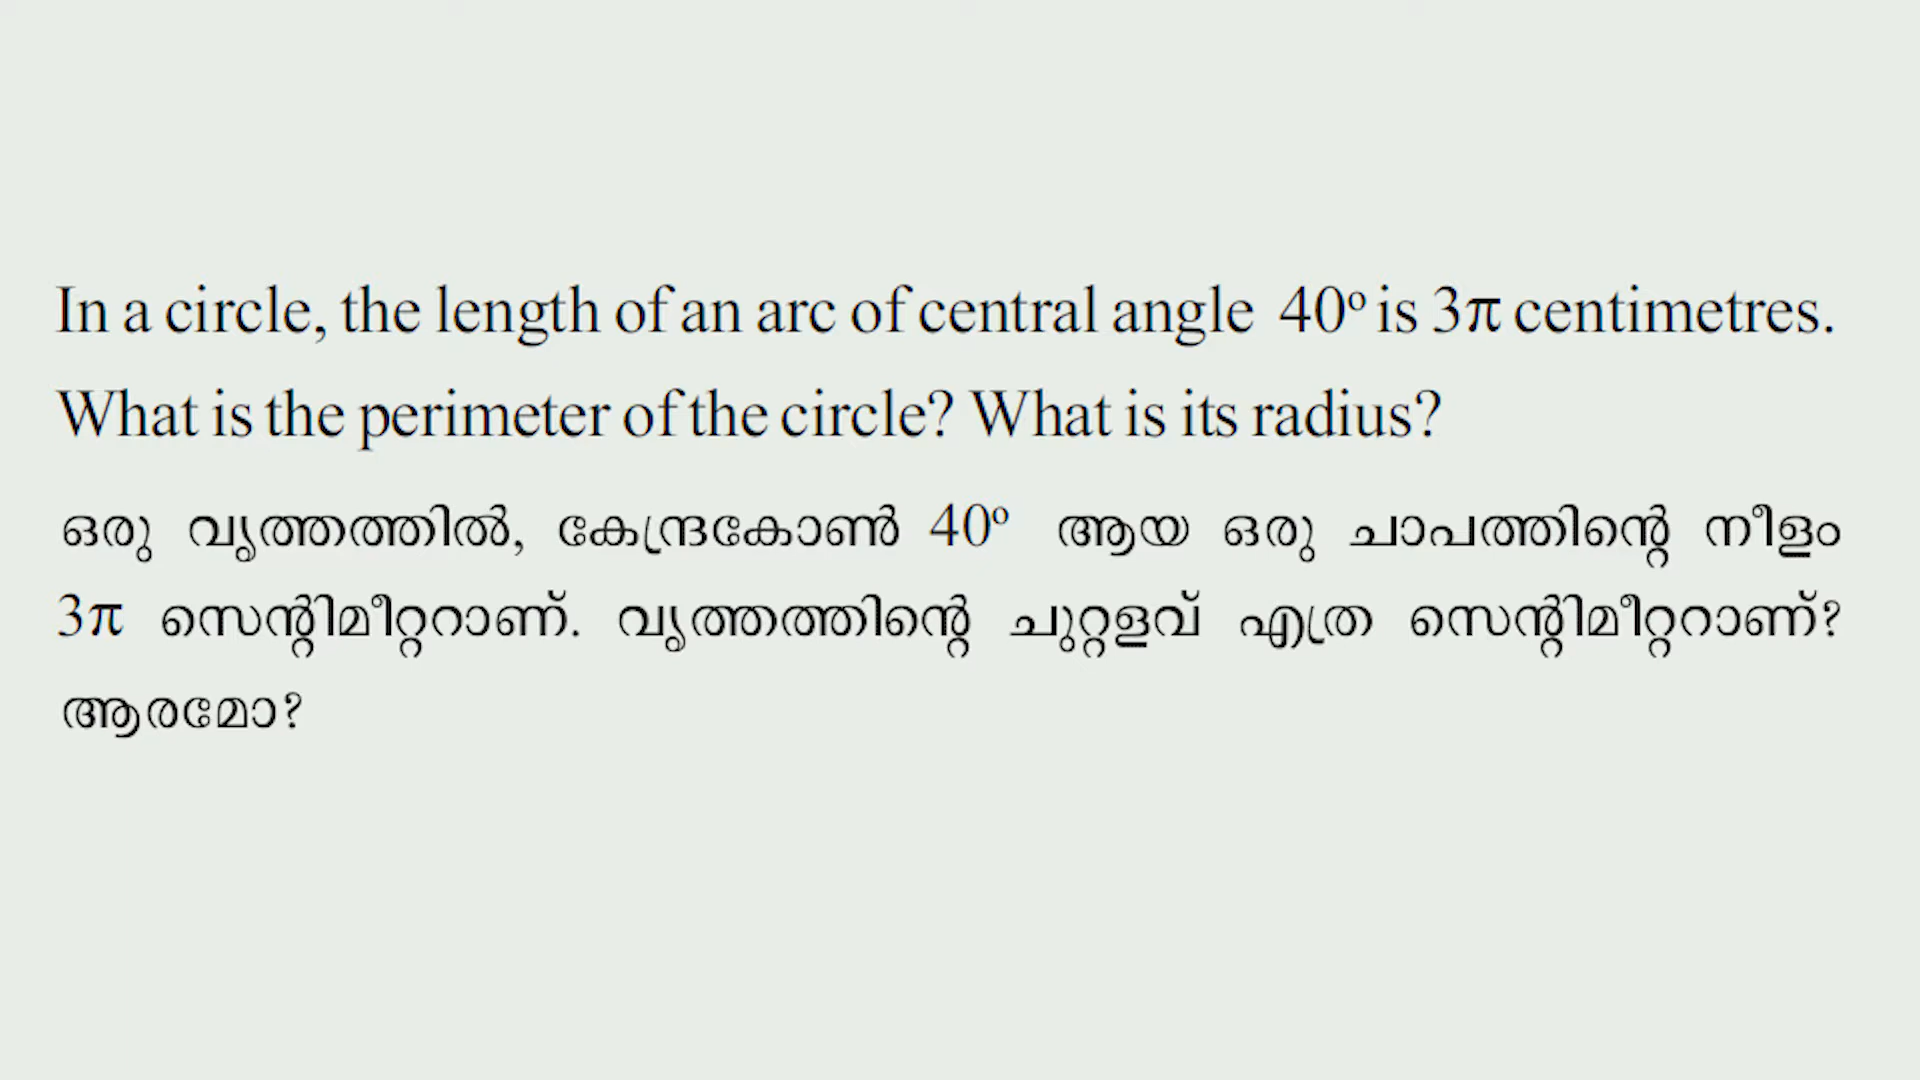 In a circle, the length of an arc of central angle 40º is 3π centimetres.
What is the perimeter of the circle? What is its radius?
ഒരു വൃത്തത്തിൽ, കേന്ദ്രകോൺ 40º ആയ ഒരു ചാപത്തിന്റെ നീളം
3π സെന്റിമീറ്ററാണ്. വൃത്തത്തിന്റെ ചുറ്റളവ് എത്ര സെന്റിമീറ്ററാണ്?
ആരമോ?